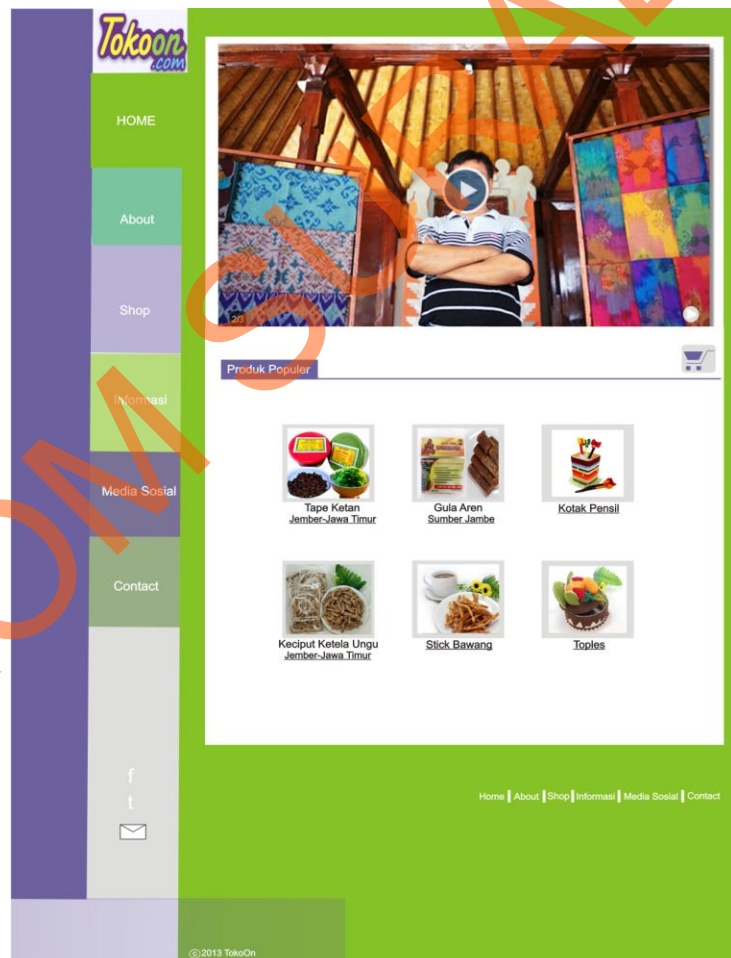 Tokoon
.com
HOME
About
Shop
Informasi
Media Sosial
Contact
f
t
Produk Populer
Tape Ketan
Jember-Jawa Timur
Gula Aren
Sumber Jambe
Kotak Pensil
Keciput Ketela Ungu
Jember-Jawa Timur
Stick Bawang
Toples
Home | About | Shop | Informasi | Media Sosial | Contact
©2013 TokoOn